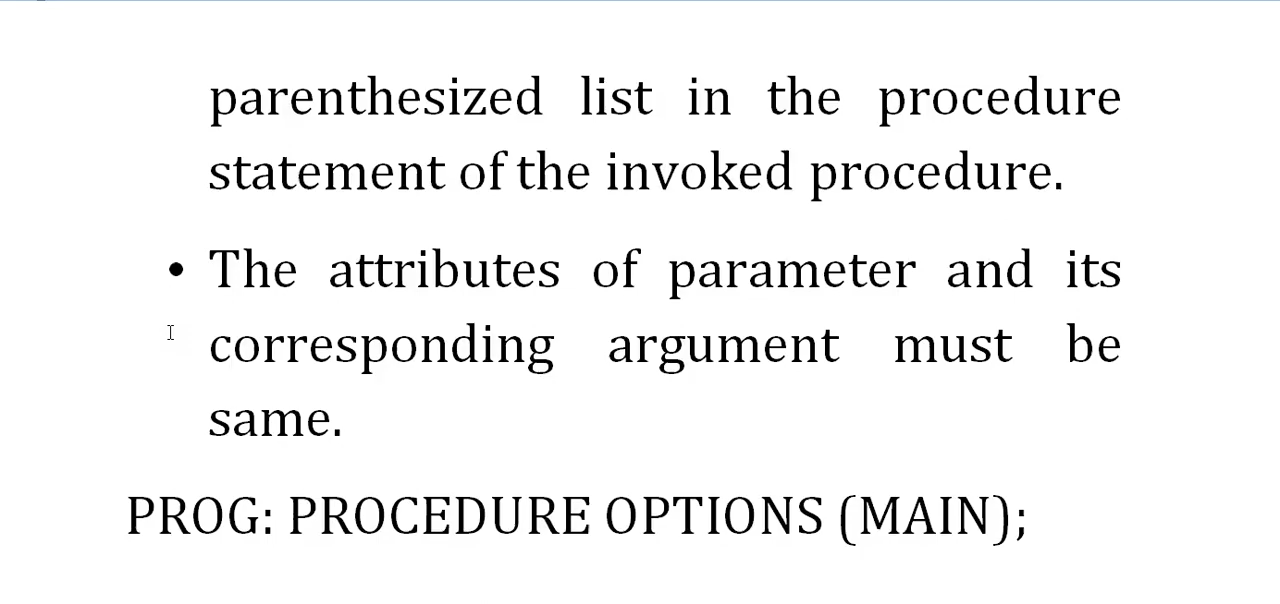 parenthesized list in the procedure
statement of the invoked procedure.
• The attributes of parameter and its
corresponding argument must be
same.
PROG: PROCEDURE OPTIONS (MAIN);